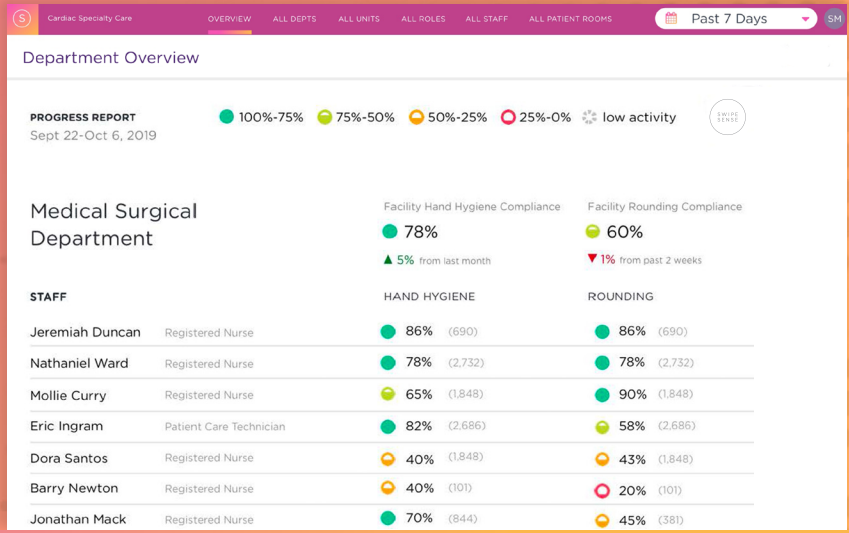 S Cardiac Specialty Care OVERVIEW ALL DEPTS ALL UNITS ALL ROLES ALL STAFF ALL PATIENT ROOMS Past 7 Days SM
Department Overview
PROGRESS REPORT 100%-75% 75%-50% 50%-25% 25%-0% low activity SWIPE SENSE
Sept 22-Oct 6, 2019
Medical Surgical
Department
Facility Hand Hygiene Compliance Facility Rounding Compliance
78% 60%
5% from last month 1% from past 2 weeks
STAFF HAND HYGIENE ROUNDING
Jeremiah Duncan Registered Nurse 86% (690) 86% (690)
Nathaniel Ward Registered Nurse 78% (2,732) 78% (2,732)
Mollie Curry Registered Nurse 65% (1,848) 90% (1,848)
Eric Ingram Patient Care Technician 82% (2,686) 58% (2,686)
Dora Santos Registered Nurse 40% (1,848) 43% (1,848)
Barry Newton Registered Nurse 40% (101) 20% (101)
Jonathan Mack Registered Nurse 70% (844) 45% (381)